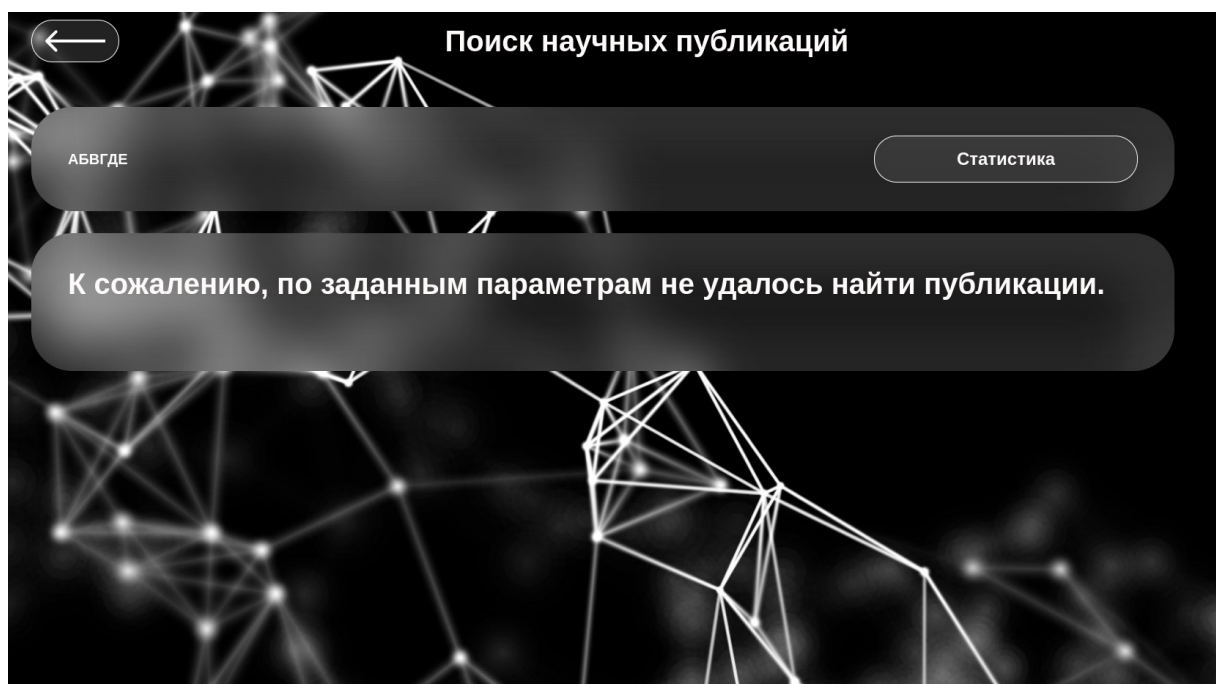 Поиск научных публикаций
АБВГДЕ
Статистика
К сожалению, по заданным параметрам не удалось найти публикации.